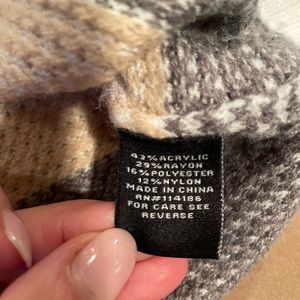 43% ACRYLIC
29% RAYON
16% POLYESTER
12% NYLON
MADE IN CHINA
RN#114186
FOR CARE SEE
REVERSE